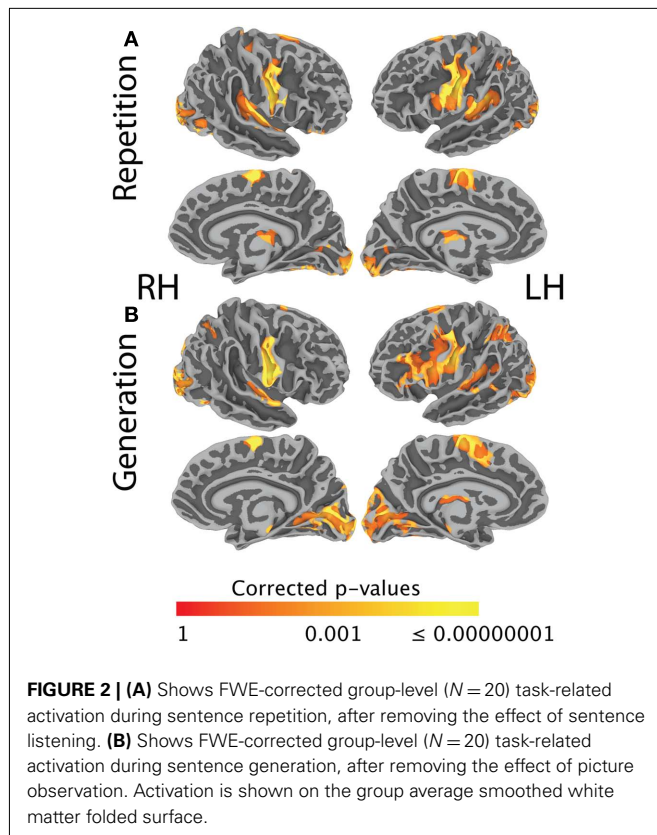 A
Repetition
RH
LH
B
Generation
Corrected p-values
1
0.001
≤ 0.00000001
FIGURE 2 | (A) Shows FWE-corrected group-level (N = 20) task-related
activation during sentence repetition, after removing the effect of sentence
listening. (B) Shows FWE-corrected group-level (N = 20) task-related
activation during sentence generation, after removing the effect of picture
observation. Activation is shown on the group average smoothed white
matter folded surface.